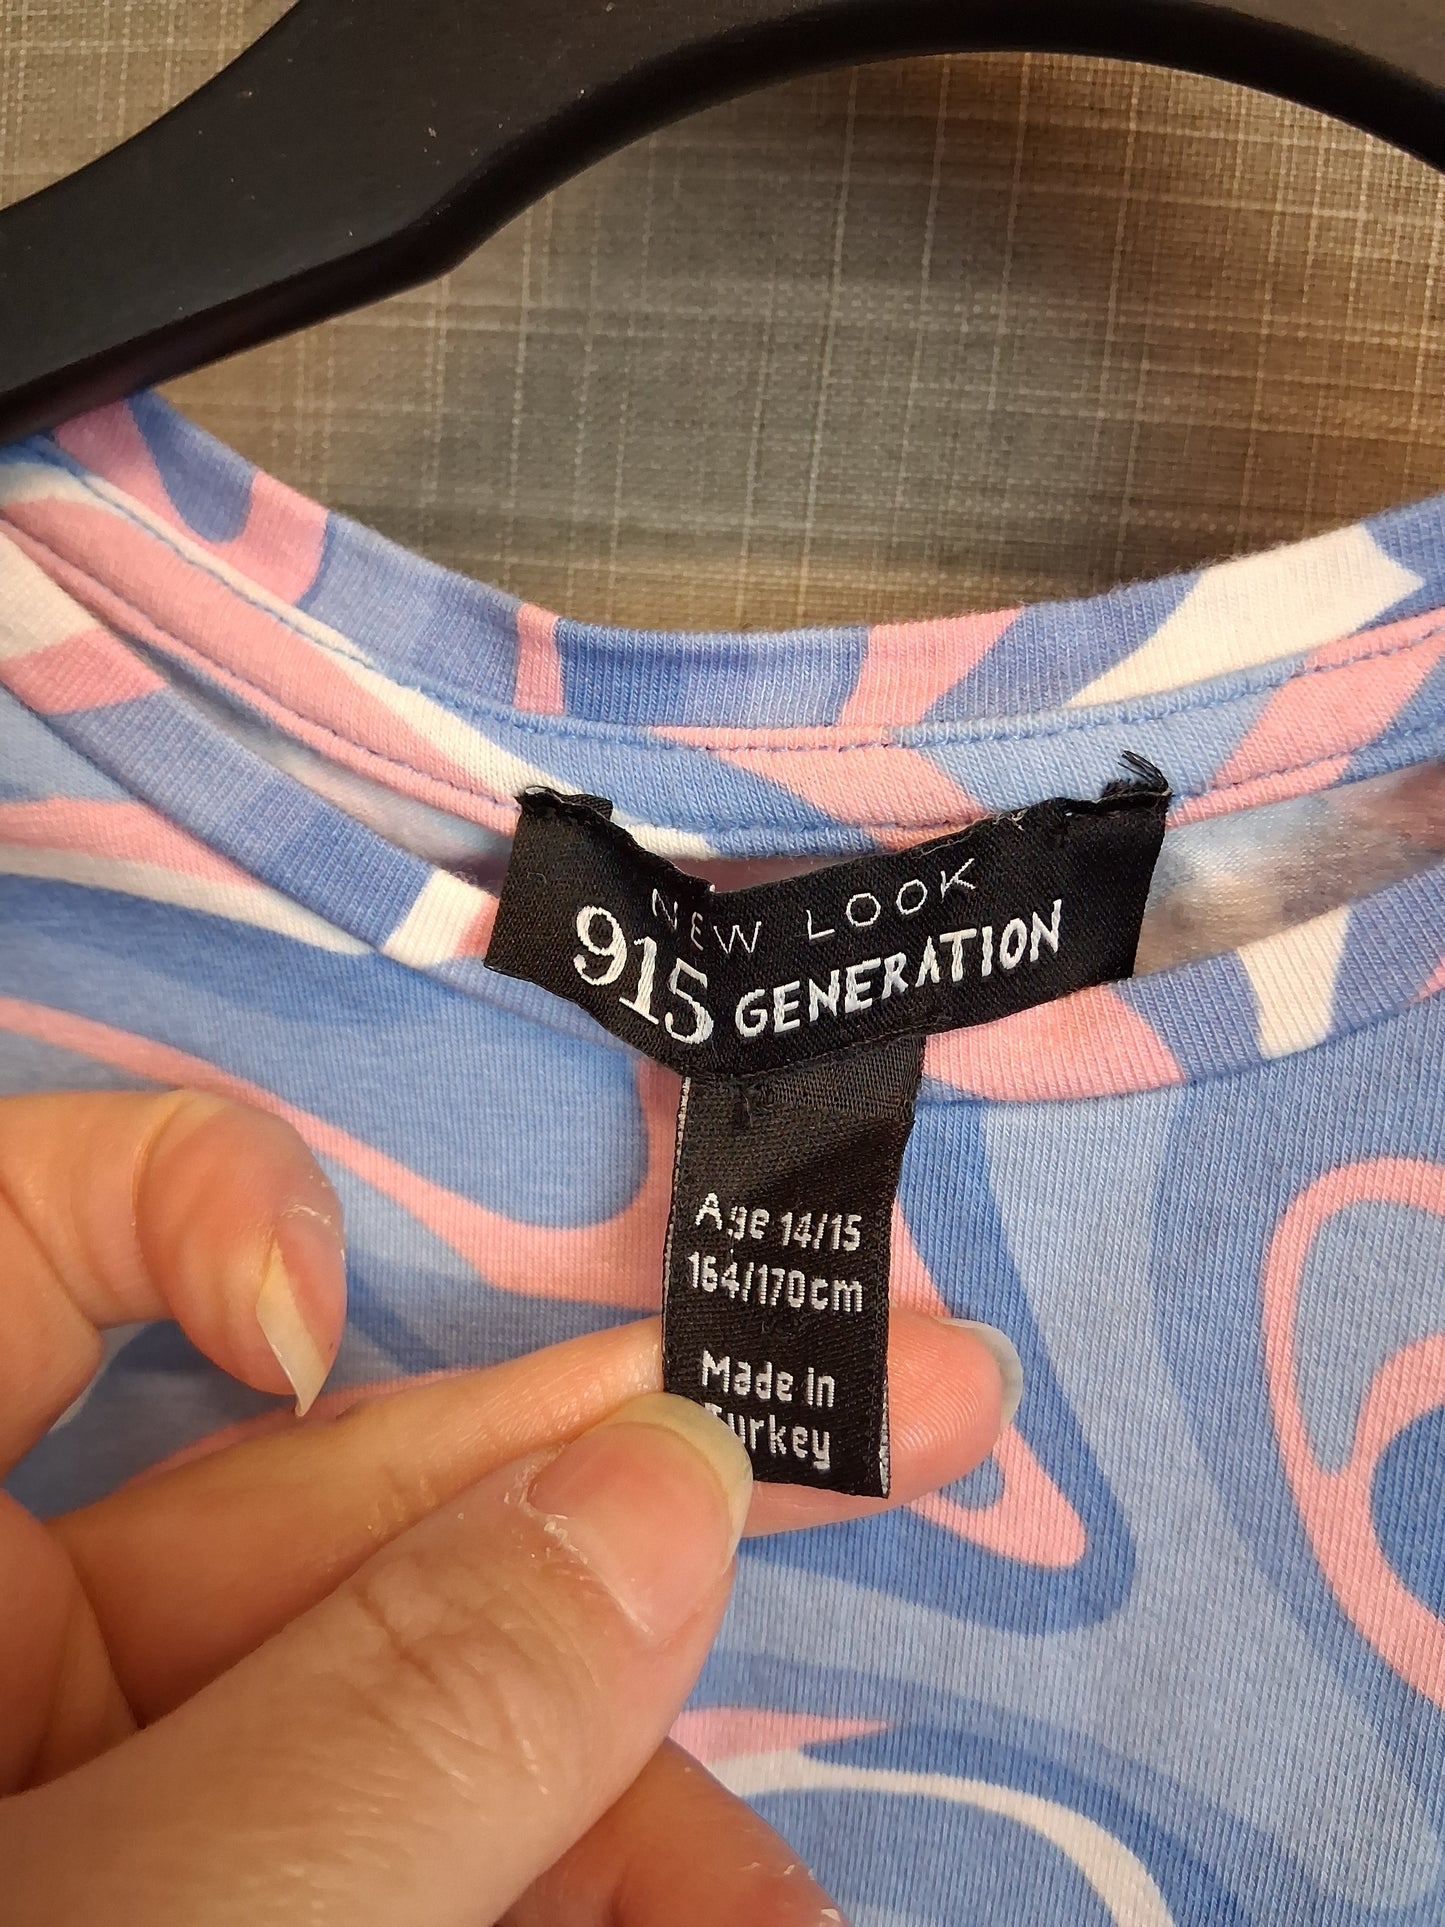 NEW LOOK
915 GENERATION
Age 14/15
164/170cm
Made in
Turkey